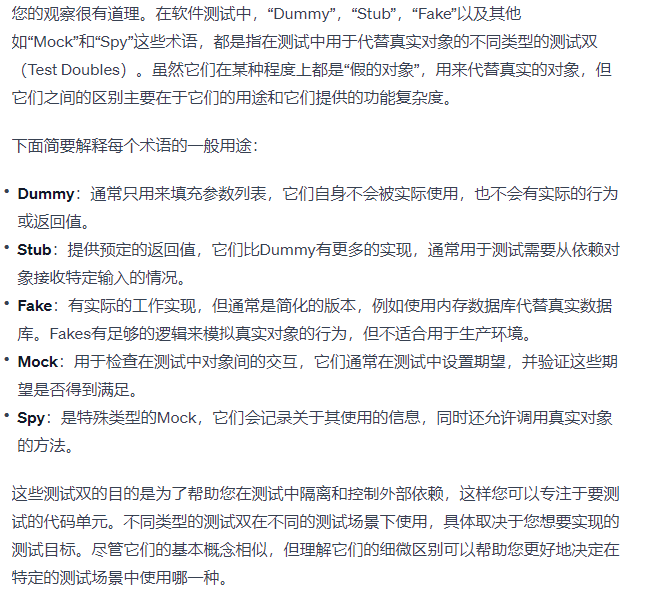 您的观察很有道理。在软件测试中，“Dummy”，“Stub”，“Fake”以及其他
如“Mock”和“Spy”这些术语，都是指在测试中用于代替真实对象的不同类型的测试双
（Test Doubles）。虽然它们在某种程度上都是“假的对象”，用来代替真实的对象，但
它们之间的区别主要在于它们的用途和它们提供的功能复杂度。
下面简要解释每个术语的一般用途：
• Dummy：通常只用来填充参数列表，它们自身不会被实际使用，也不会有实际的行为
或返回值。
• Stub：提供预定的返回值，它们比Dummy有更多的实现，通常用于测试需要从依赖对
象接收特定输入的情况。
• Fake：有实际的工作实现，但通常是简化的版本，例如使用内存数据库代替真实数据
库。Fakes有足够的逻辑来模拟真实对象的行为，但不适合用于生产环境。
• Mock：用于检查在测试中对象间的交互，它们通常在测试中设置期望，并验证这些期
望是否得到满足。
• Spy：是特殊类型的Mock，它们会记录关于其使用的信息，同时还允许调用真实对象
的方法。
这些测试双的目的是为了帮助您在测试中隔离和控制外部依赖，这样您可以专注于要测
试的代码单元。不同类型的测试双在不同的测试场景下使用，具体取决于您想要实现的
测试目标。尽管它们的基本概念相似，但理解它们的细微区别可以帮助您更好地决定在
特定的测试场景中使用哪一种。